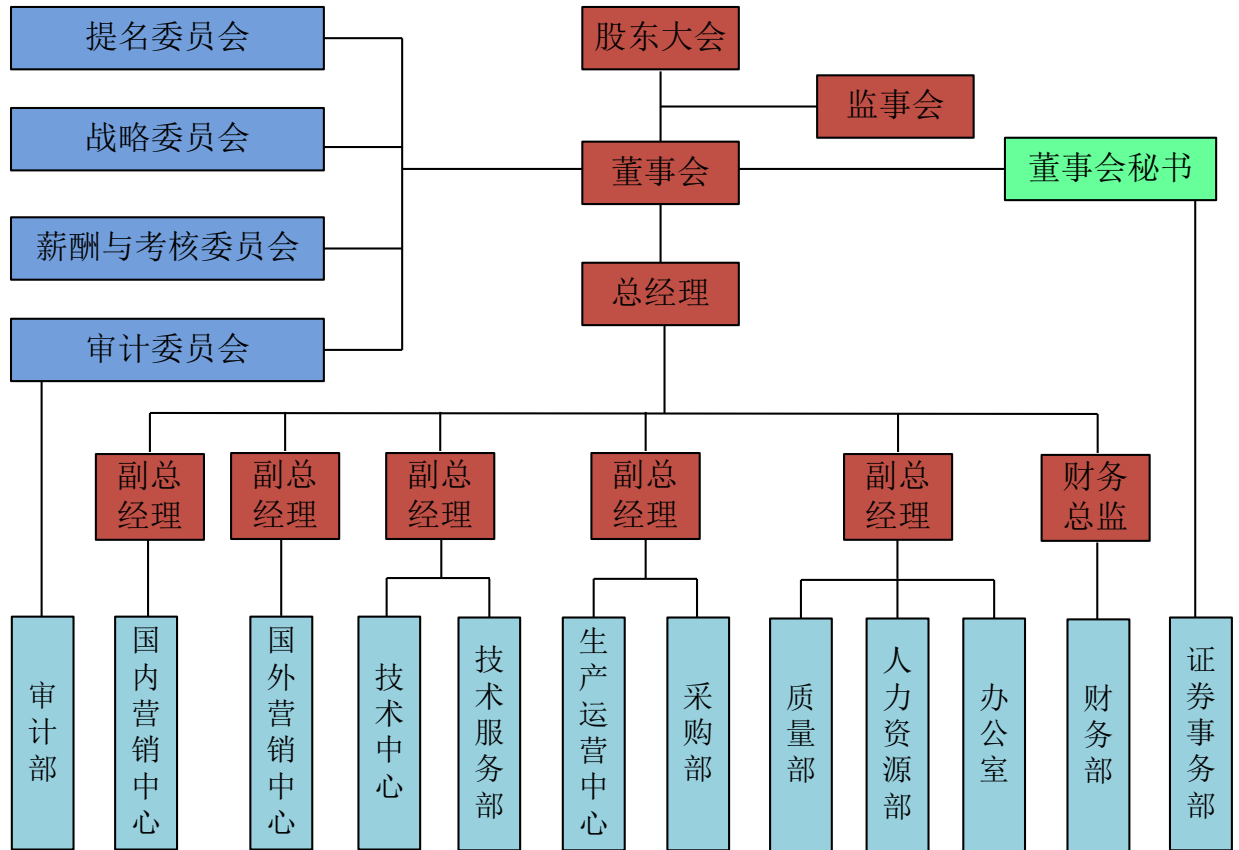 提名委员会
股东大会
监事会
战略委员会
董事会
董事会秘书
薪酬与考核委员会
总经理
审计委员会
副总
经理
副总
经理
副总
经理
副总
经理
副总
经理
财务
总监
审计部
国内营销中心
国外营销中心
技术中心
技术服务部
生产运营中心
采购部
质量部
人力资源部
办公室
财务部
证券事务部